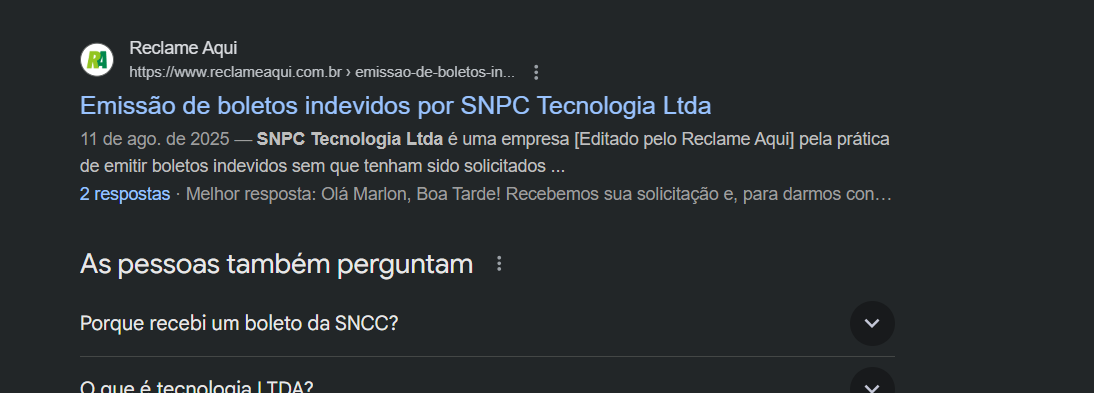 Reclame Aqui
https://www.reclameaqui.com.br › emissao-de-boletos-in...
Emissão de boletos indevidos por SNPC Tecnologia Ltda
11 de ago. de 2025 — SNPC Tecnologia Ltda é uma empresa [Editado pelo Reclame Aqui] pela prática
de emitir boletos indevidos sem que tenham sido solicitados ...
2 respostas · Melhor resposta: Olá Marlon, Boa Tarde! Recebemos sua solicitação e, para darmos con…
As pessoas também perguntam
Porque recebi um boleto da SNCC?
O que é tecnologia LTDA?